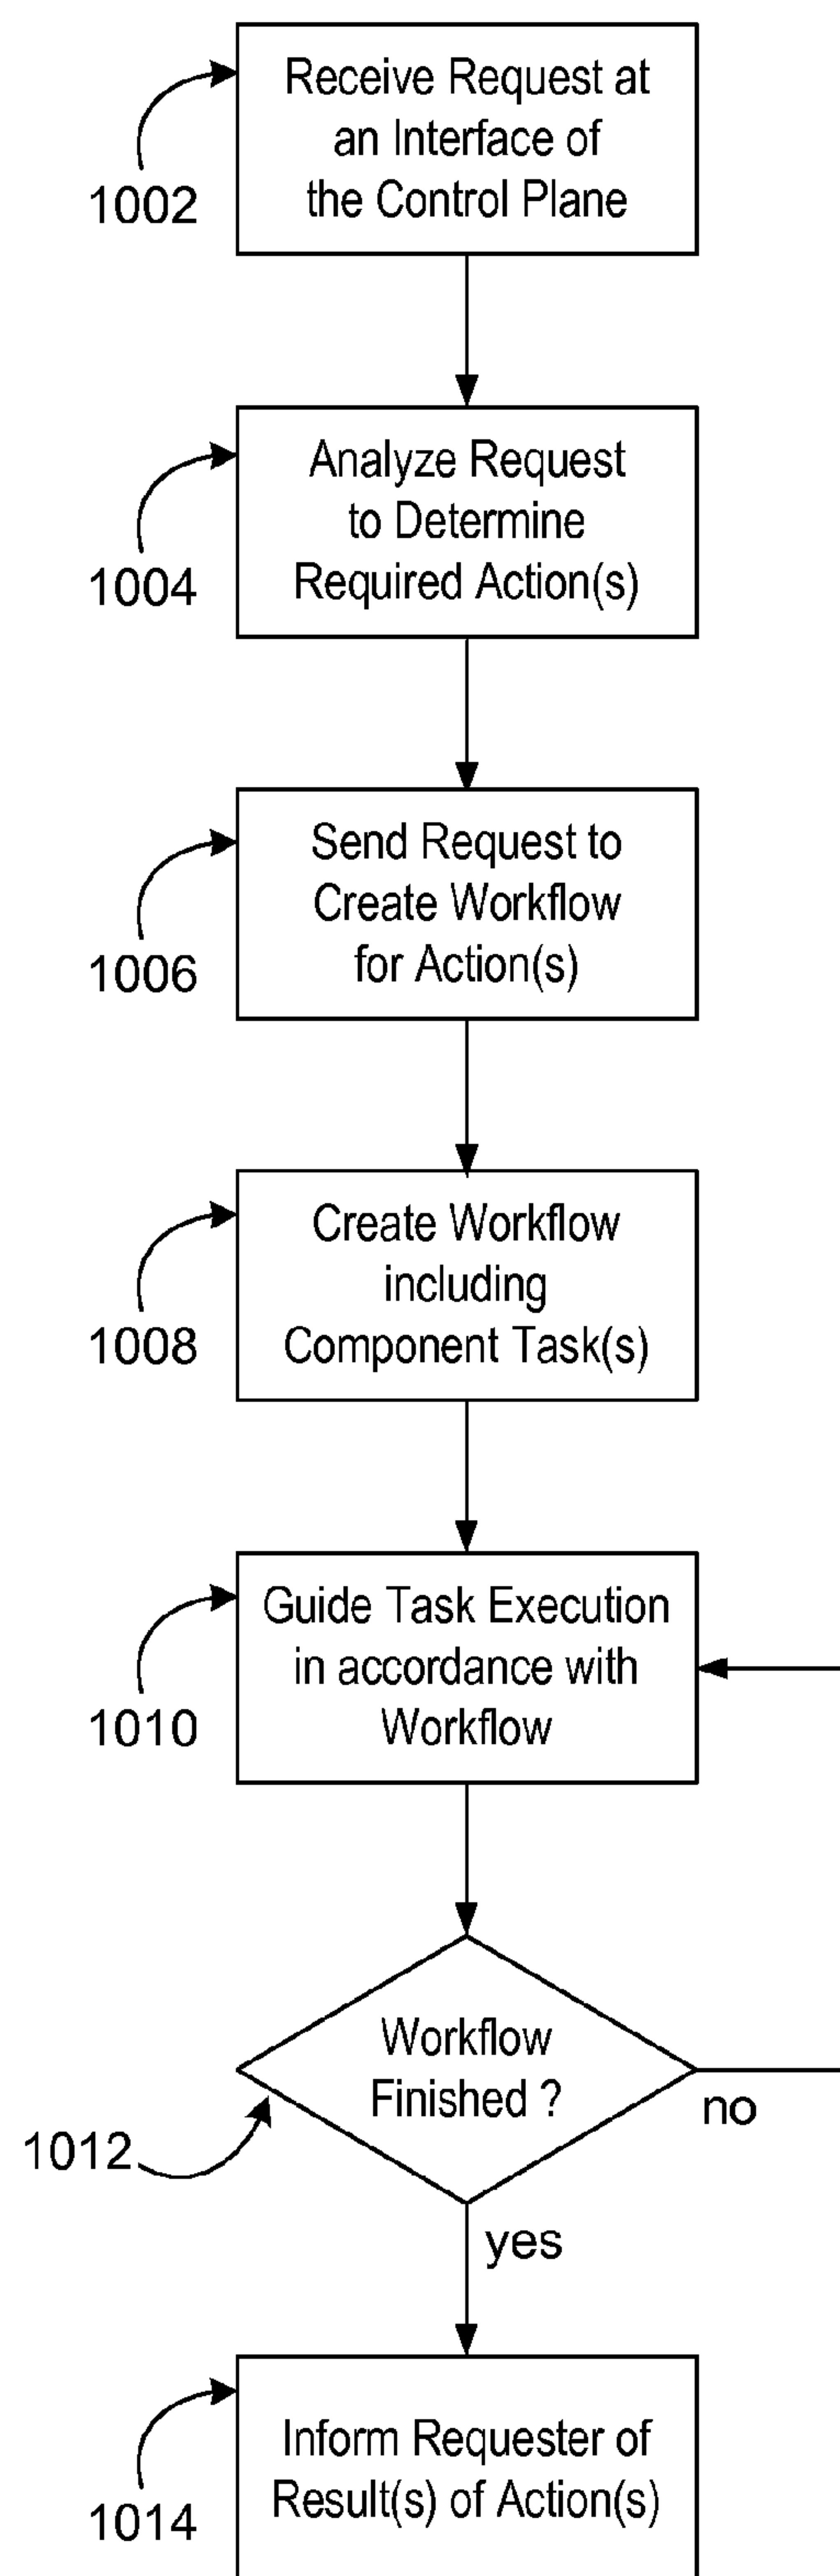 Receive Request at
an Interface of
the Control Plane
1002
Analyze Request
to Determine
Required Action(s)
1004
Send Request to
Create Workflow
for Action(s)
1006
Create Workflow
including
Component Task(s)
1008
Guide Task Execution
in accordance with
Workflow
1010
Workflow
Finished ?
no
1012
yes
Inform Requester of
Result(s) of Action(s)
1014